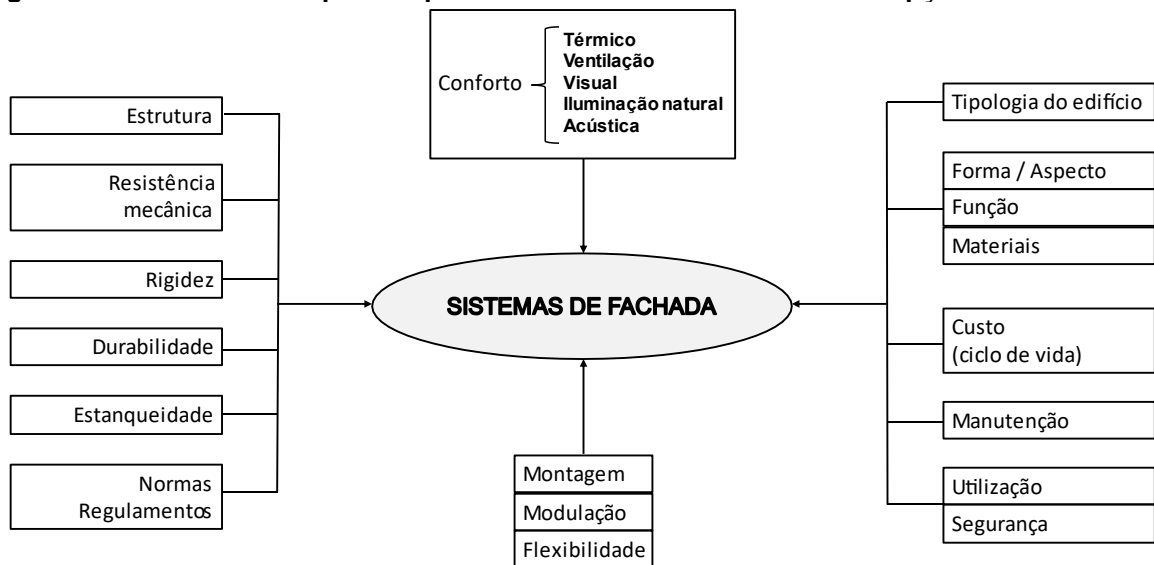 Térmico
Ventilação
Visual
Iluminação natural
Acústica
Conforto
Estrutura
Resistência
mecânica
Rigidez
Durabilidade
Estanqueidade
Normas
Regulamentos
SISTEMAS DE FACHADA
Montagem
Modulação
Flexibilidade
Tipologia do edifício
Forma / Aspecto
Função
Materiais
Custo
(ciclo de vida)
Manutenção
Utilização
Segurança